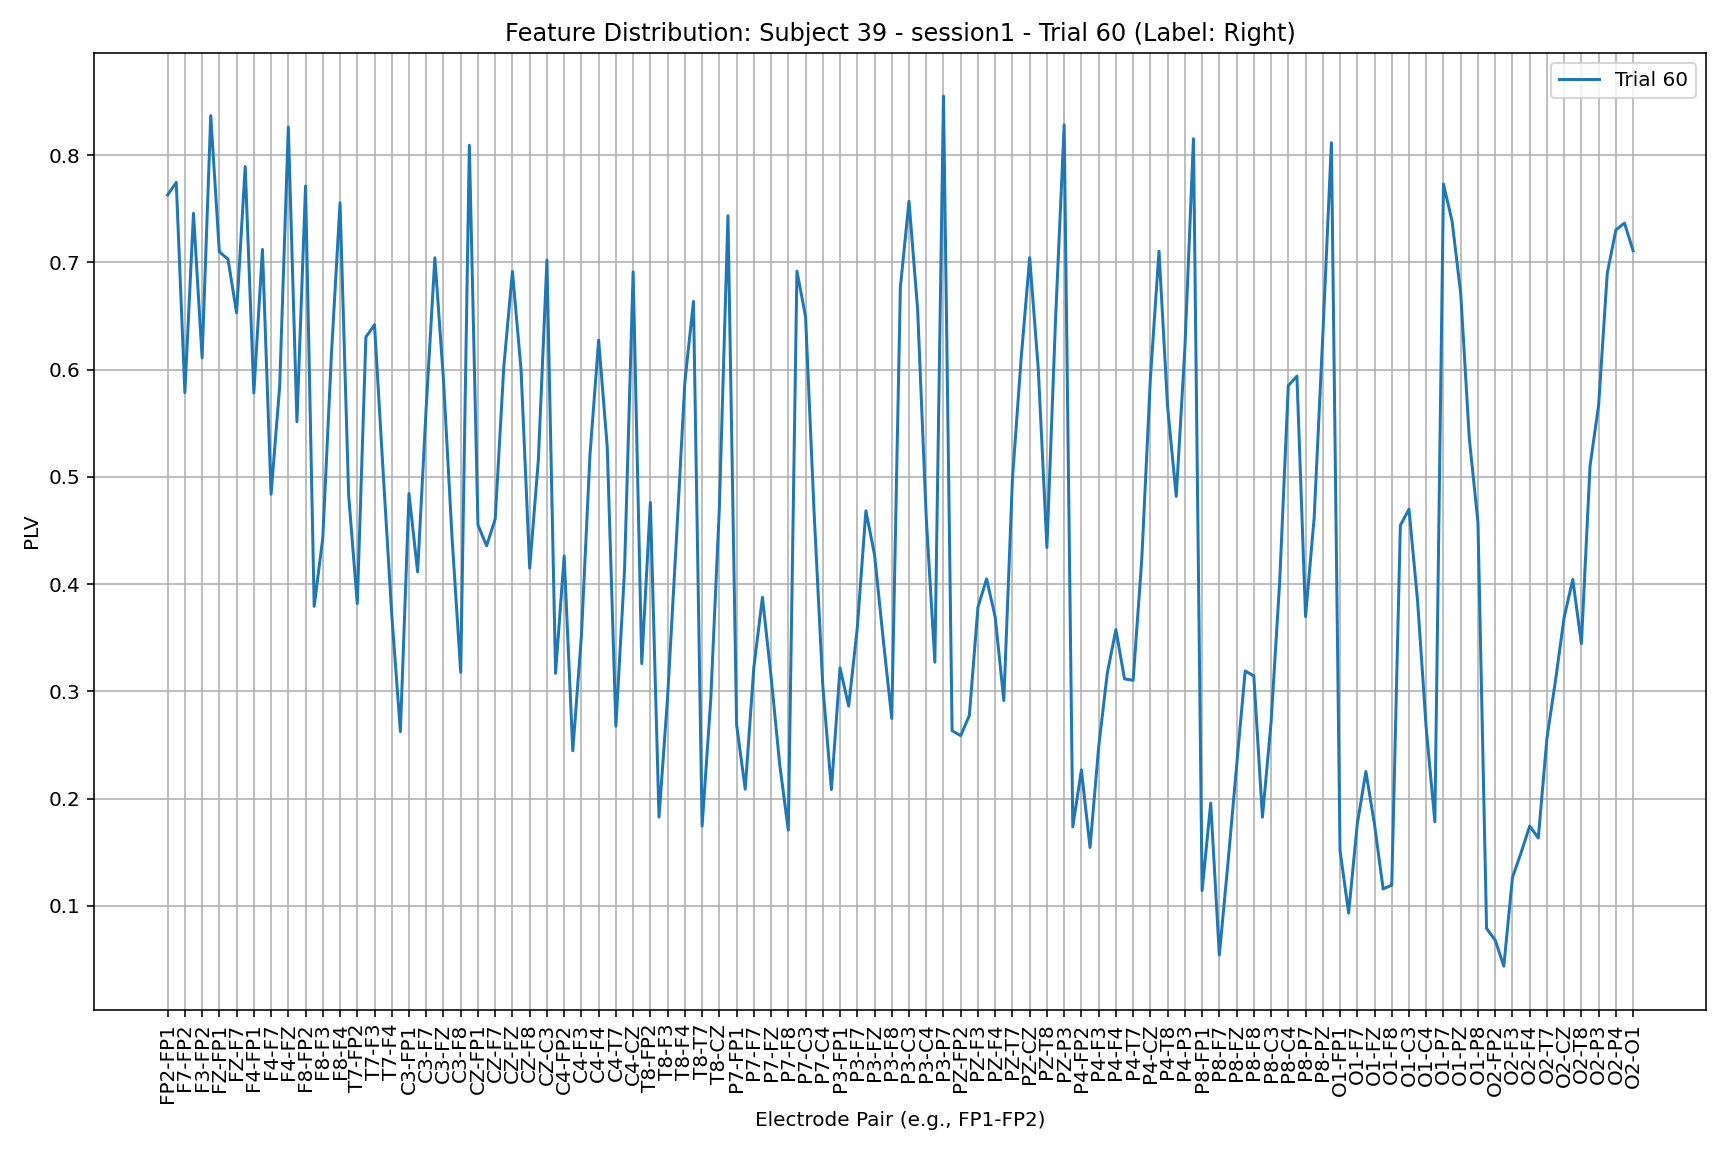 Feature Distribution: Subject 39 - session1 - Trial 60 (Label: Right)
Trial 60
PLV
0.8
0.7
0.6
0.5
0.4
0.3
0.2
0.1
FP2-FP1
F7-FP2
F3-FP2
FZ-FP1
FZ-F7
F4-FP1
F4-F7
F4-FZ
F8-FP2
F8-F3
F8-F4
T7-FP2
T7-F3
T7-F4
C3-FP1
C3-F7
C3-FZ
C3-F8
CZ-FP1
CZ-F7
CZ-FZ
CZ-F8
CZ-C3
C4-FP2
C4-F3
C4-F4
C4-T7
C4-CZ
T8-FP2
T8-F3
T8-F4
T8-T7
T8-CZ
P7-FP1
P7-F7
P7-FZ
P7-F8
P7-C3
P7-C4
P3-FP1
P3-F7
P3-FZ
P3-F8
P3-C3
P3-C4
P3-P7
PZ-FP2
PZ-F3
PZ-F4
PZ-T7
PZ-CZ
PZ-T8
PZ-P3
P4-FP2
P4-F3
P4-F4
P4-T7
P4-CZ
P4-T8
P4-P3
P8-FP1
P8-F7
P8-FZ
P8-F8
P8-C3
P8-C4
P8-P7
P8-PZ
O1-FP1
O1-F7
O1-FZ
O1-F8
O1-C3
O1-C4
O1-P7
O1-PZ
O1-P8
O2-FP2
O2-F3
O2-F4
O2-T7
O2-CZ
O2-T8
O2-P3
O2-P4
O2-O1
Electrode Pair (e.g., FP1-FP2)